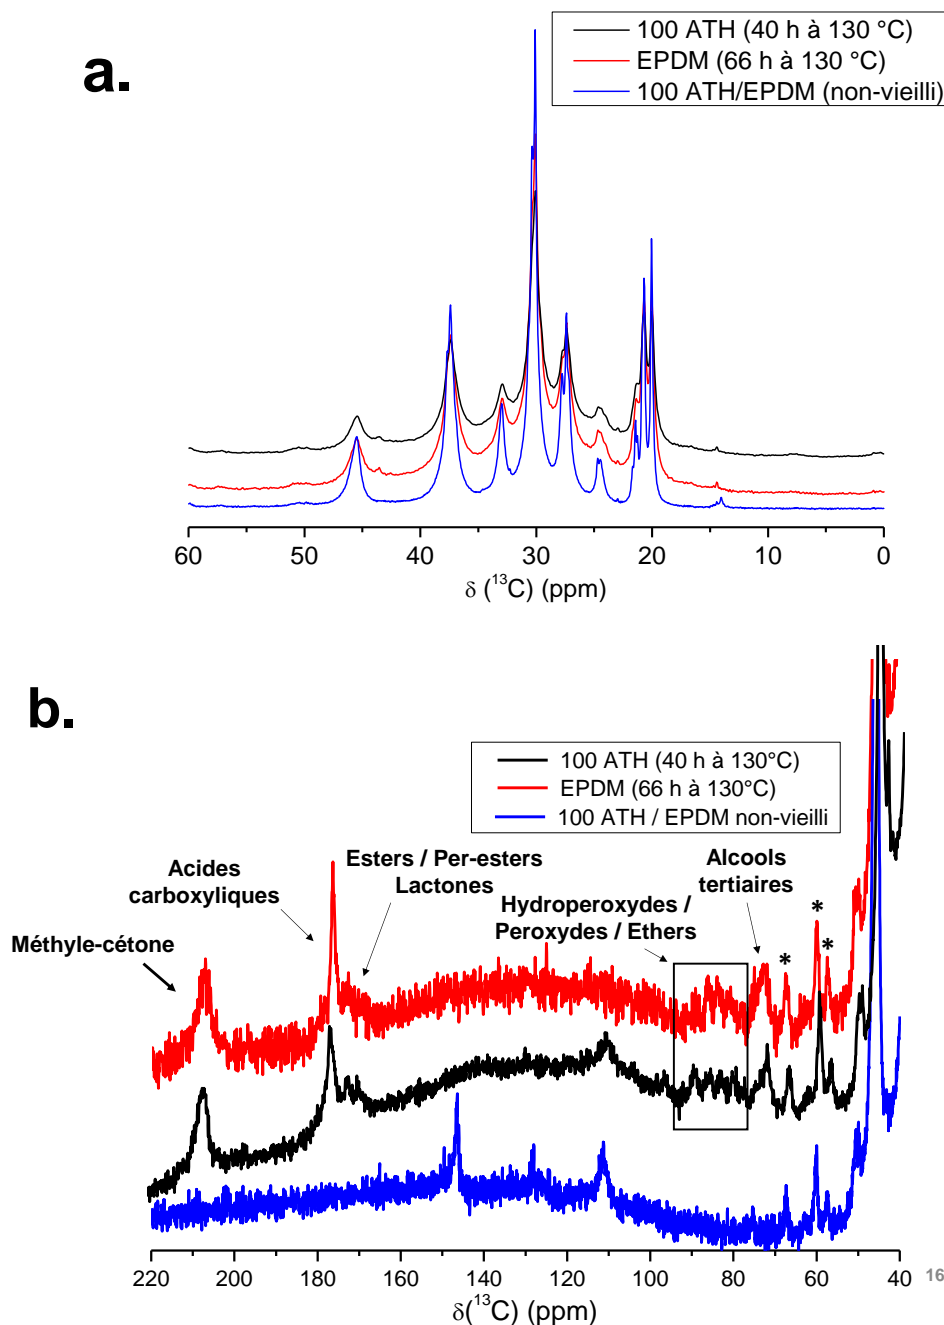 a.
100 ATH (40 h à 130 °C)
EPDM (66 h à 130 °C)
100 ATH/EPDM (non-vieilli)
60 50 40 30 20 10 0
δ (13C) (ppm)
b.
100 ATH (40 h à 130°C)
EPDM (66 h à 130°C)
100 ATH / EPDM non-vieilli
Acides
carboxyliques
Esters / Per-esters
Lactones
Alcools
tertiaires
Hydroperoxydes /
Peroxydes / Ethers
Méthyle-cétone
* * *
220 200 180 160 140 120 100 80 60 40
δ(13C) (ppm)
16